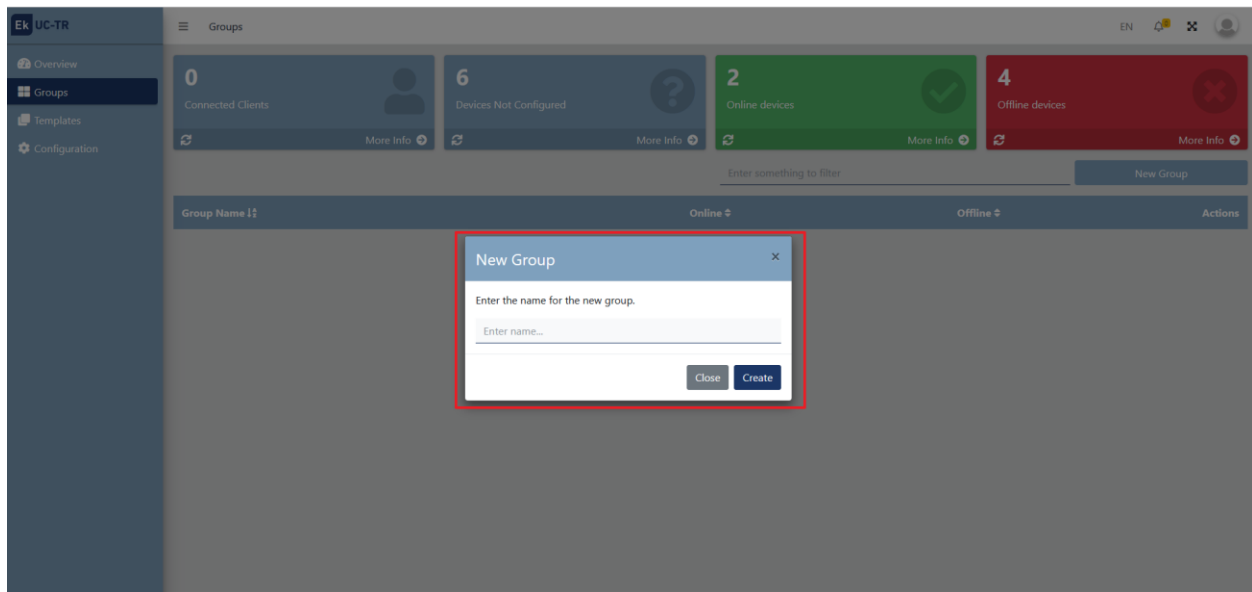 Ek UC-TR
Groups
EN
Overview
Groups
Templates
Configuration
0
Connected Clients
More Info
6
Devices Not Configured
More Info
2
Online devices
More Info
4
Offline devices
More Info
Enter something to filter
New Group
Group Name
Online
Offline
Actions
New Group
×
Enter the name for the new group.
Enter name...
Close
Create